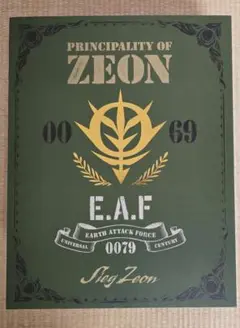 PRINCIPALITY OF
ZEON
00 69
E.A.F
EARTH ATTACK FORCE
UNIVERSAL 0079 CENTURY
Sieg Zeon